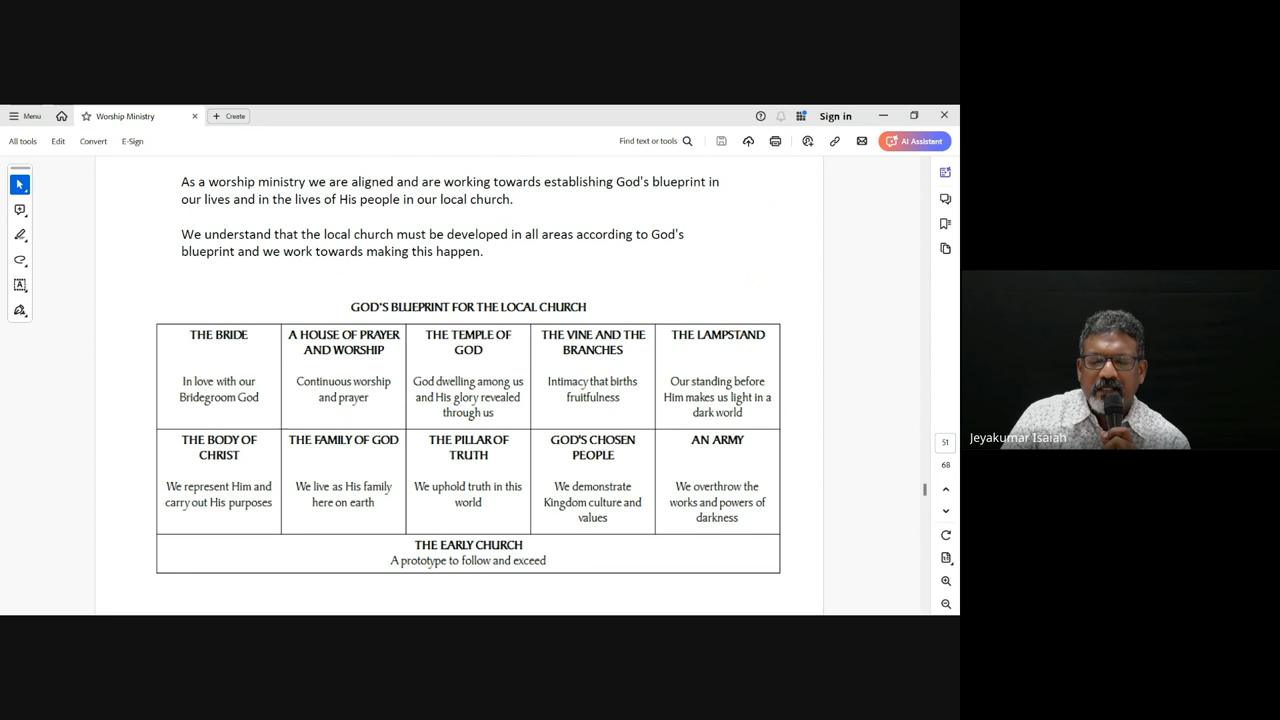 Menu
Worship Ministry
Create
Sign in
All tools
Edit
Convert
E-Sign
Find text or tools
AI Assistant
As a worship ministry we are aligned and are working towards establishing God's blueprint in
our lives and in the lives of His people in our local church.
We understand that the local church must be developed in all areas according to God's
blueprint and we work towards making this happen.
GOD'S BLUEPRINT FOR THE LOCAL CHURCH
THE BRIDE
In love with our
Bridegroom God
A HOUSE OF PRAYER
AND WORSHIP
Continuous worship
and prayer
THE TEMPLE OF
GOD
God dwelling among us
and His glory revealed
through us
THE VINE AND THE
BRANCHES
Intimacy that births
fruitfulness
THE LAMPSTAND
Our standing before
Him makes us light in a
dark world
THE BODY OF
CHRIST
We represent Him and
carry out His purposes
THE FAMILY OF GOD
We live as His family
here on earth
THE PILLAR OF
TRUTH
We uphold truth in this
world
GOD'S CHOSEN
PEOPLE
We demonstrate
Kingdom culture and
values
AN ARMY
We overthrow the
works and powers of
darkness
THE EARLY CHURCH
A prototype to follow and exceed
51
68
Jeyakumar Isaiah